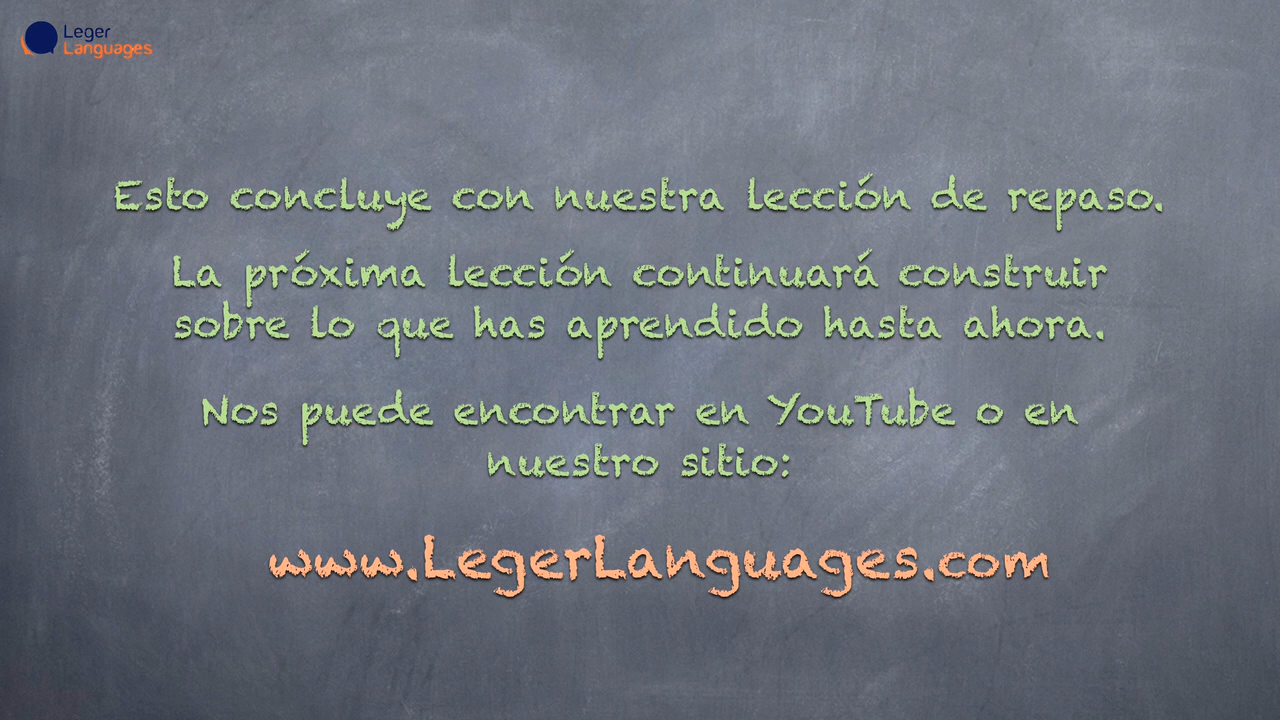 Leger
Languages
Esto concluye con nuestra lección de repaso.
La próxima lección continuará construir
sobre lo que has aprendido hasta ahora.
Nos puede encontrar en YouTube o en
nuestro sitio:
www.LegerLanguages.com